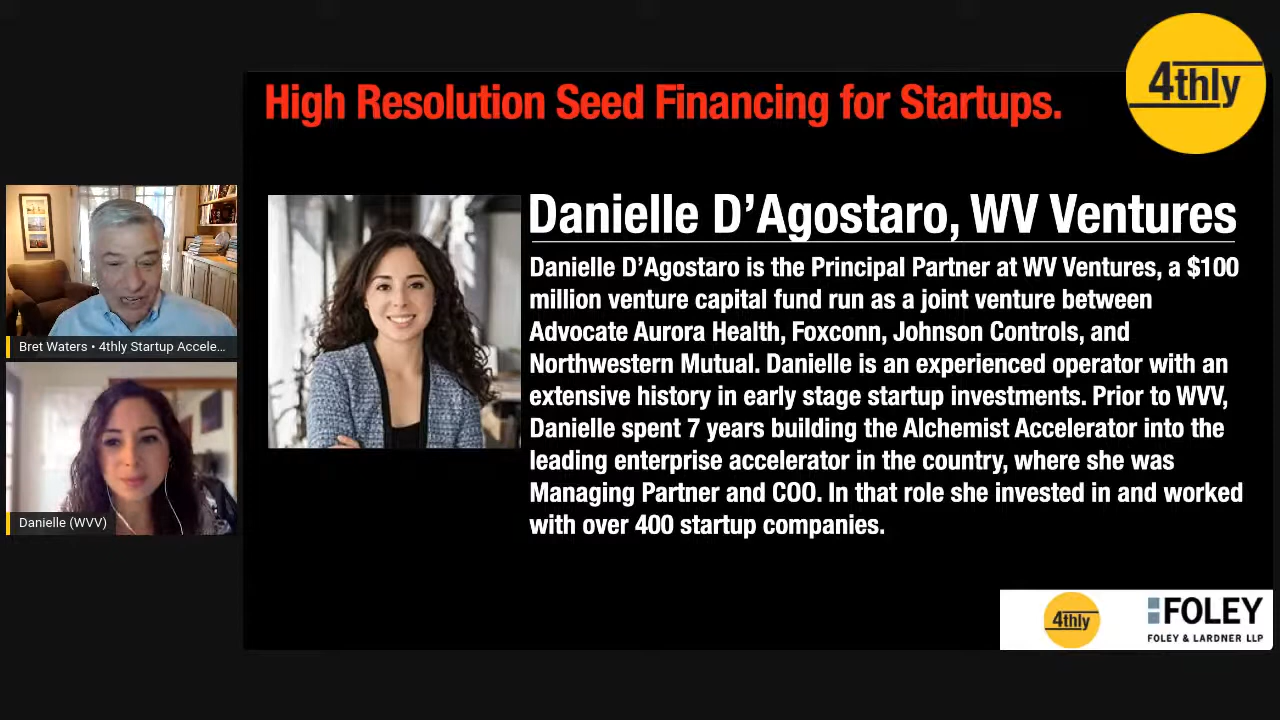 4thly
High Resolution Seed Financing for Startups.
Danielle D’Agostaro, WV Ventures
Danielle D’Agostaro is the Principal Partner at WV Ventures, a $100
million venture capital fund run as a joint venture between
Advocate Aurora Health, Foxconn, Johnson Controls, and
Northwestern Mutual. Danielle is an experienced operator with an
extensive history in early stage startup investments. Prior to WVV,
Danielle spent 7 years building the Alchemist Accelerator into the
leading enterprise accelerator in the country, where she was
Managing Partner and COO. In that role she invested in and worked
with over 400 startup companies.
Bret Waters • 4thly Startup Accele...
Danielle (WVV)
4thly
FOLEY
FOLEY & LARDNER LLP